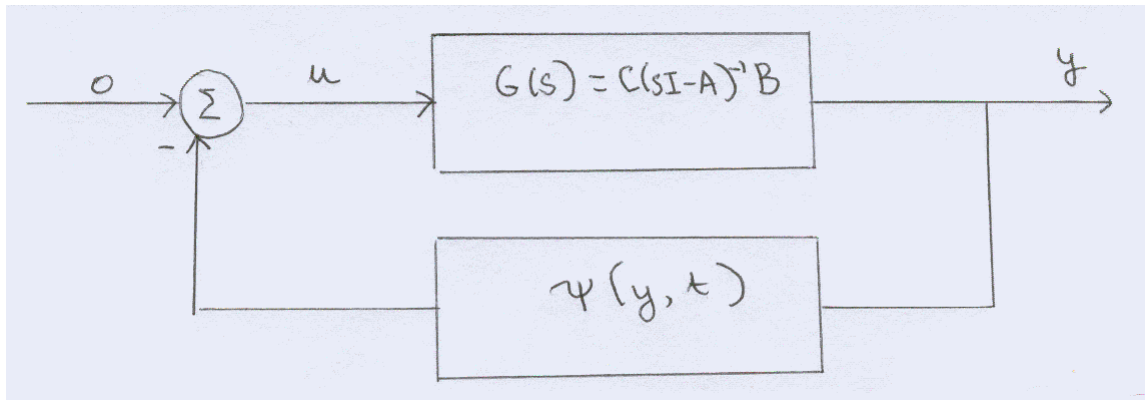 0
Σ
-
u
G(s) = C(sI-A)⁻¹B
y
ψ(y,t)